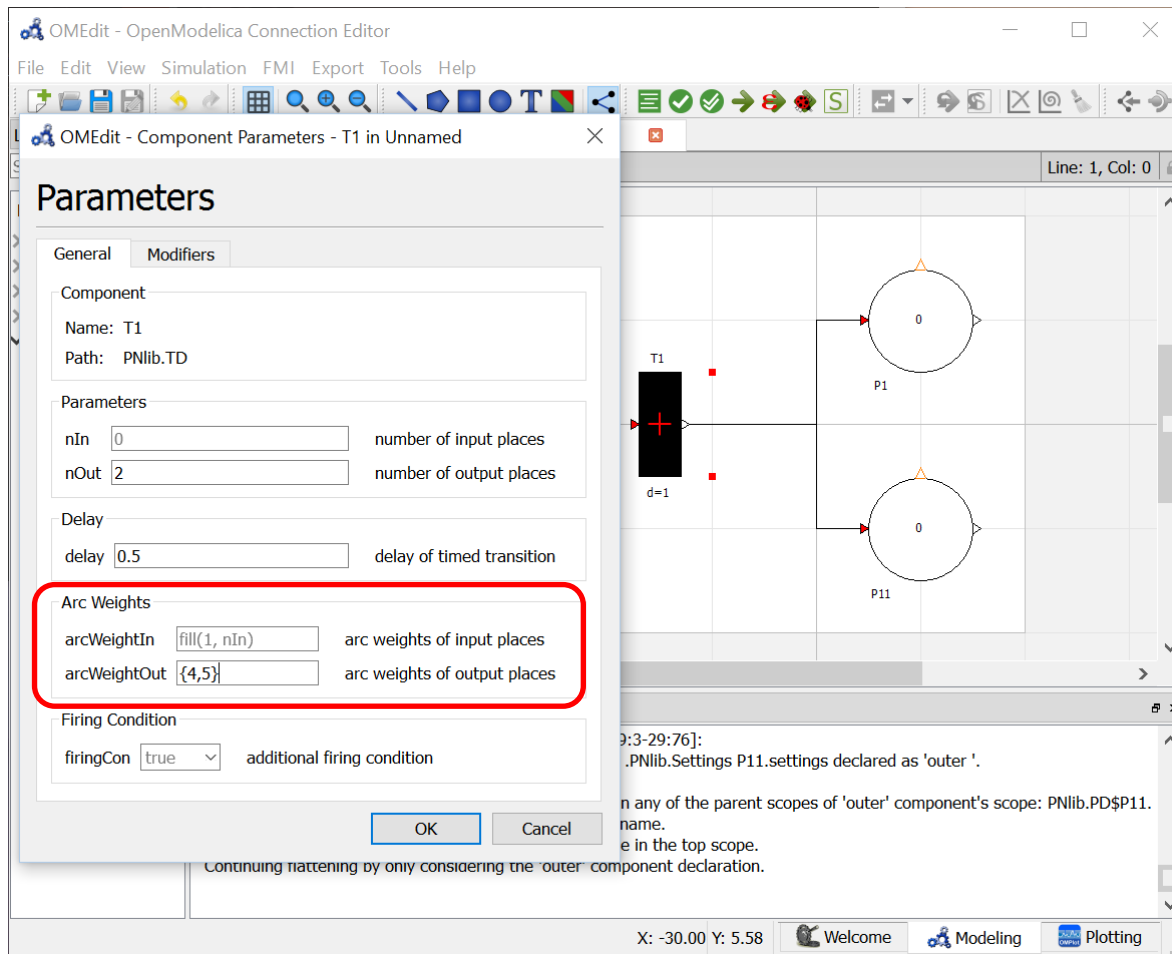 OMEdit - OpenModelica Connection Editor
File Edit View Simulation FMI Export Tools Help
T
S
OMEdit - Component Parameters - T1 in Unnamed
Line: 1, Col: 0
Parameters
General Modifiers
Component
Name: T1
Path: PNlib.TD
Parameters
nIn 0 number of input places
nOut 2 number of output places
Delay
delay 0.5 delay of timed transition
Arc Weights
arcWeightIn fill(1, nIn) arc weights of input places
arcWeightOut {4,5} arc weights of output places
Firing Condition
firingCon true additional firing condition
OK Cancel
T1
d=1
0
P1
0
P11
9:3-29:76]:
.PNlib.Settings P11.settings declared as 'outer '.
n any of the parent scopes of 'outer' component's scope: PNlib.PD$P11.
name.
e in the top scope.
Continuing flattening by only considering the 'outer' component declaration.
X: -30.00 Y: 5.58 Welcome Modeling Plotting